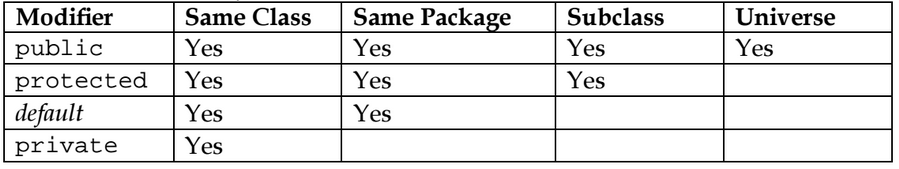 Modifier Same Class Same Package Subclass Universe
public Yes Yes Yes Yes
protected Yes Yes Yes
default Yes Yes
private Yes